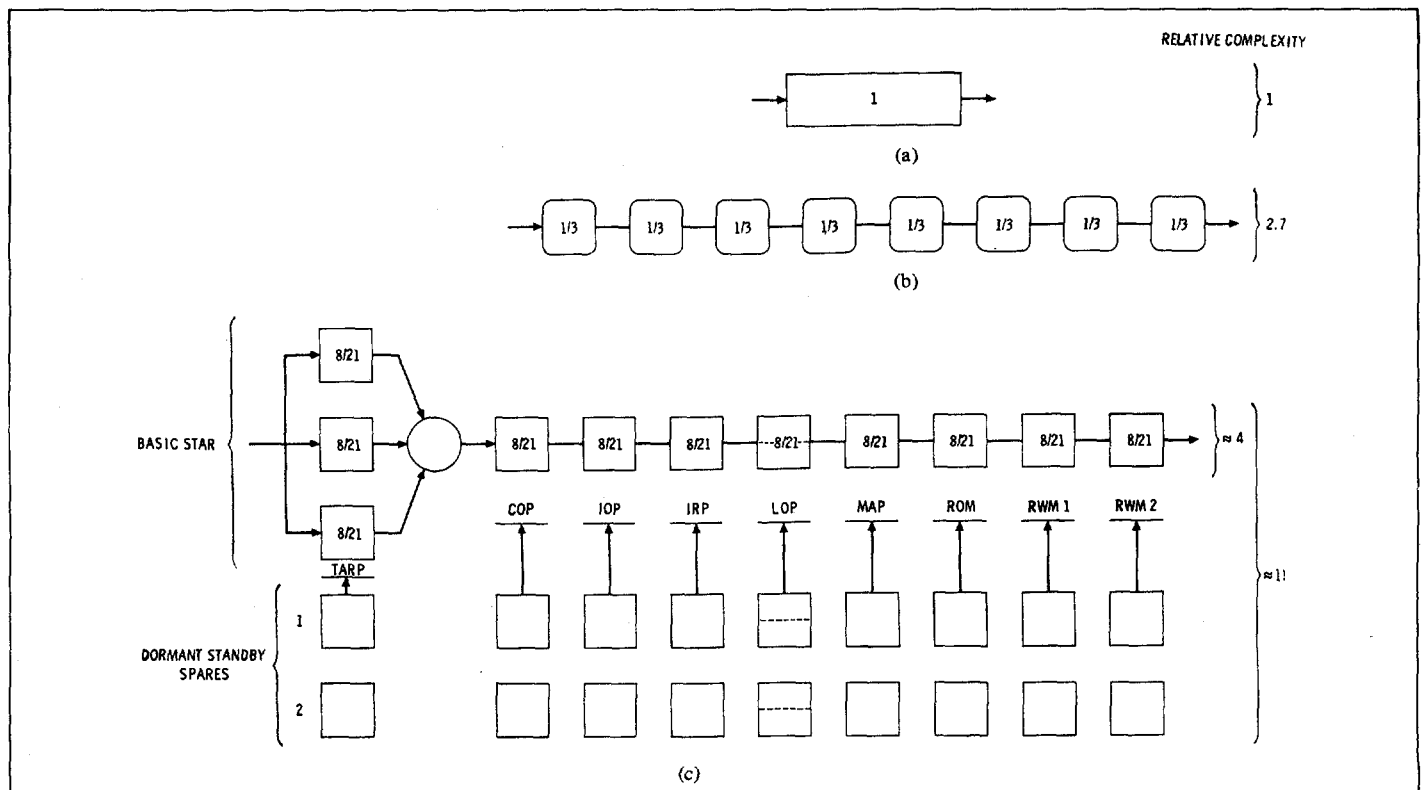 RELATIVE COMPLEXITY
1
} 1
(a)
1/3 1/3 1/3 1/3 1/3 1/3 1/3 1/3
} 2.7
(b)
8/21
BASIC STAR
8/21
8/21 8/21 8/21 8/21 8/21 8/21 8/21 8/21
} ≈ 4
8/21
COP IOP IRP LOP MAP ROM RWM 1 RWM 2
TARP
} ≈11
1
DORMANT STANDBY
SPARES
2
(c)